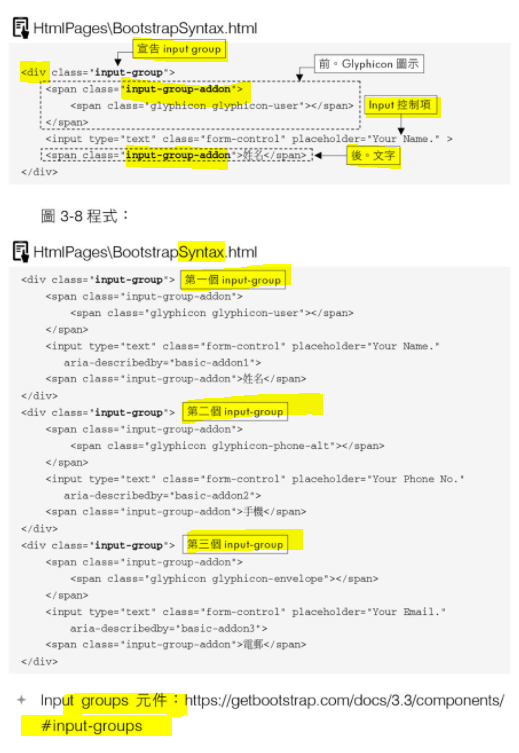 HtmlPages\BootstrapSyntax.html
宣告 input group
前。Glyphicon 圖示
<div class="input-group">
<span class="input-group-addon">
<span class="glyphicon glyphicon-user"></span>
Input 控制項
</span>
<input type="text" class="form-control" placeholder="Your Name." >
<span class="input-group-addon">姓名</span>
後。文字
</div>
圖 3-8 程式：
HtmlPages\BootstrapSyntax.html
<div class="input-group"> 第一個 input-group
<span class="input-group-addon">
<span class="glyphicon glyphicon-user"></span>
</span>
<input type="text" class="form-control" placeholder="Your Name."
aria-describedby="basic-addon1">
<span class="input-group-addon">姓名</span>
</div>
<div class="input-group"> 第二個 input-group
<span class="input-group-addon">
<span class="glyphicon glyphicon-phone-alt"></span>
</span>
<input type="text" class="form-control" placeholder="Your Phone No."
aria-describedby="basic-addon2">
<span class="input-group-addon">手機</span>
</div>
<div class="input-group"> 第三個 input-group
<span class="input-group-addon">
<span class="glyphicon glyphicon-envelope"></span>
</span>
<input type="text" class="form-control" placeholder="Your Email."
aria-describedby="basic-addon3">
<span class="input-group-addon">電郵</span>
</div>
Input groups 元件：https://getbootstrap.com/docs/3.3/components/
#input-groups